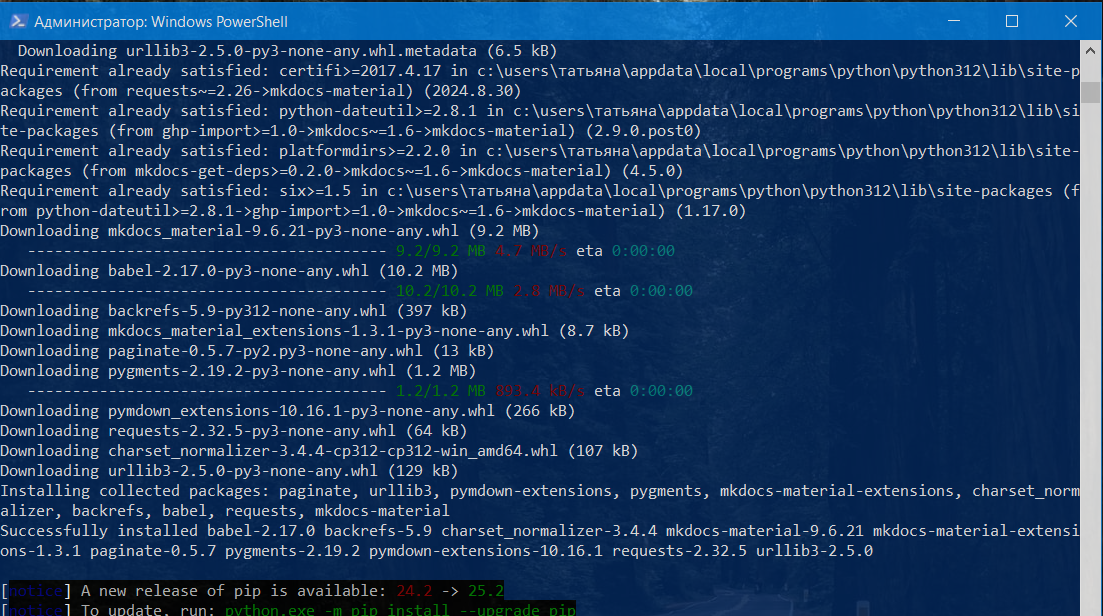 Администратор: Windows PowerShell
Downloading urllib3-2.5.0-py3-none-any.whl.metadata (6.5 kB)
Requirement already satisfied: certifi>=2017.4.17 in c:\users\татьяна\appdata\local\programs\python\python312\lib\site-p
ackages (from requests~=2.26->mkdocs-material) (2024.8.30)
Requirement already satisfied: python-dateutil>=2.8.1 in c:\users\татьяна\appdata\local\programs\python\python312\lib\si
te-packages (from ghp-import>=1.0->mkdocs~=1.6->mkdocs-material) (2.9.0.post0)
Requirement already satisfied: platformdirs>=2.2.0 in c:\users\татьяна\appdata\local\programs\python\python312\lib\site-
packages (from mkdocs-get-deps>=0.2.0->mkdocs~=1.6->mkdocs-material) (4.5.0)
Requirement already satisfied: six>=1.5 in c:\users\татьяна\appdata\local\programs\python\python312\lib\site-packages (f
rom python-dateutil>=2.8.1->ghp-import>=1.0->mkdocs~=1.6->mkdocs-material) (1.17.0)
Downloading mkdocs_material-9.6.21-py3-none-any.whl (9.2 MB)
---------------------------------------- 9.2/9.2 MB 4.7 MB/s eta 0:00:00
Downloading babel-2.17.0-py3-none-any.whl (10.2 MB)
---------------------------------------- 10.2/10.2 MB 2.8 MB/s eta 0:00:00
Downloading backrefs-5.9-py312-none-any.whl (397 kB)
Downloading mkdocs_material_extensions-1.3.1-py3-none-any.whl (8.7 kB)
Downloading paginate-0.5.7-py2.py3-none-any.whl (13 kB)
Downloading pygments-2.19.2-py3-none-any.whl (1.2 MB)
---------------------------------------- 1.2/1.2 MB 893.4 kB/s eta 0:00:00
Downloading pymdown_extensions-10.16.1-py3-none-any.whl (266 kB)
Downloading requests-2.32.5-py3-none-any.whl (64 kB)
Downloading charset_normalizer-3.4.4-cp312-cp312-win_amd64.whl (107 kB)
Downloading urllib3-2.5.0-py3-none-any.whl (129 kB)
Installing collected packages: paginate, urllib3, pymdown-extensions, pygments, mkdocs-material-extensions, charset_norm
alizer, backrefs, babel, requests, mkdocs-material
Successfully installed babel-2.17.0 backrefs-5.9 charset_normalizer-3.4.4 mkdocs-material-9.6.21 mkdocs-material-extensi
ons-1.3.1 paginate-0.5.7 pygments-2.19.2 pymdown-extensions-10.16.1 requests-2.32.5 urllib3-2.5.0
[notice] A new release of pip is available: 24.2 -> 25.2
[notice] To update, run: python.exe -m pip install --upgrade pip